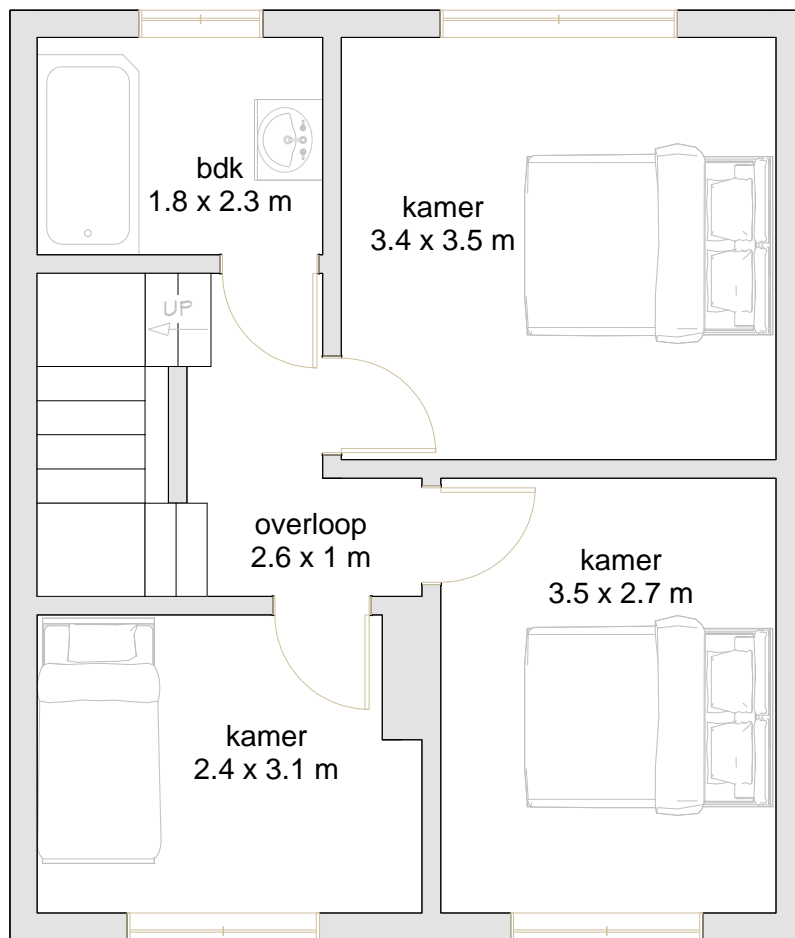 bdk
1.8 x 2.3 m
kamer
3.4 x 3.5 m
UP
overloop
2.6 x 1 m
kamer
3.5 x 2.7 m
kamer
2.4 x 3.1 m